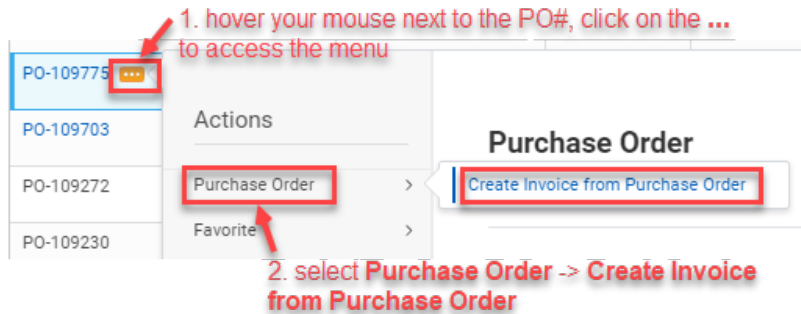 1. hover your mouse next to the PO#, click on the ...
to access the menu
PO-109775
PO-109703
PO-109272
PO-109230
Actions
Purchase Order >
Favorite >
Purchase Order
Create Invoice from Purchase Order
2. select Purchase Order -> Create Invoice
from Purchase Order